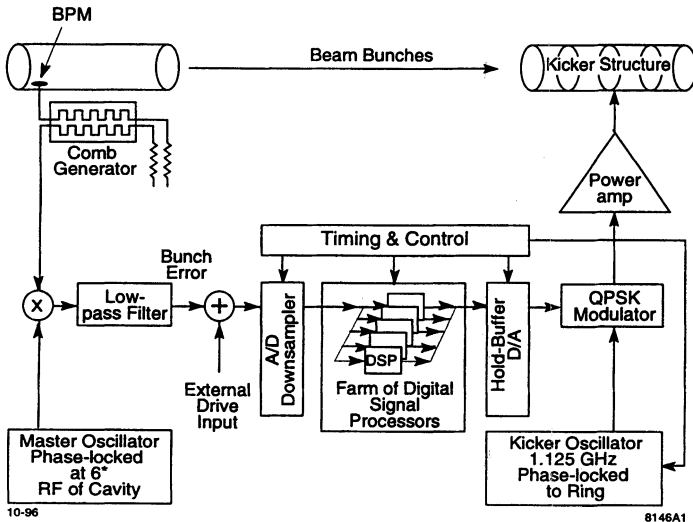 BPM
Beam Bunches
Kicker Structure
Comb
Generator
Power
amp
Timing & Control
Bunch
Error
X
Low-
pass Filter
+
A/D
Downsampler
DSP
Farm of Digital
Signal
Processors
Hold-Buffer
D/A
QPSK
Modulator
External
Drive
Input
Master Oscillator
Phase-locked
at 6*
RF of Cavity
Kicker Oscillator
1.125 GHz
Phase-locked
to Ring
10-96
8146A1